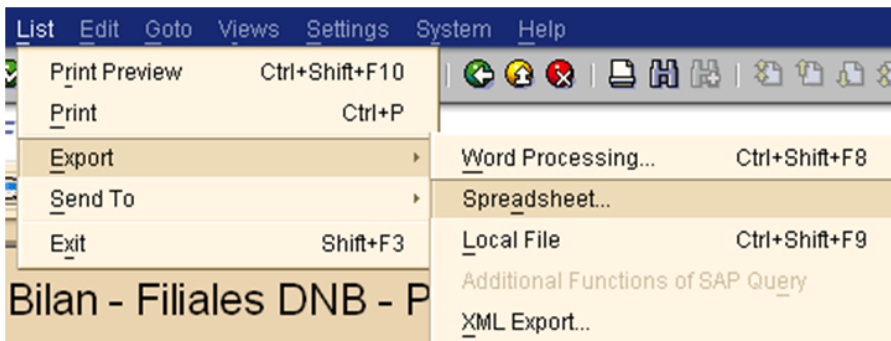 List Edit Goto Views Settings System Help
Print Preview Ctrl+Shift+F10
Print Ctrl+P
Export
Send To
Exit Shift+F3
Word Processing... Ctrl+Shift+F8
Spreadsheet...
Local File Ctrl+Shift+F9
Additional Functions of SAP Query
XML Export...
Bilan - Filiales DNB - P